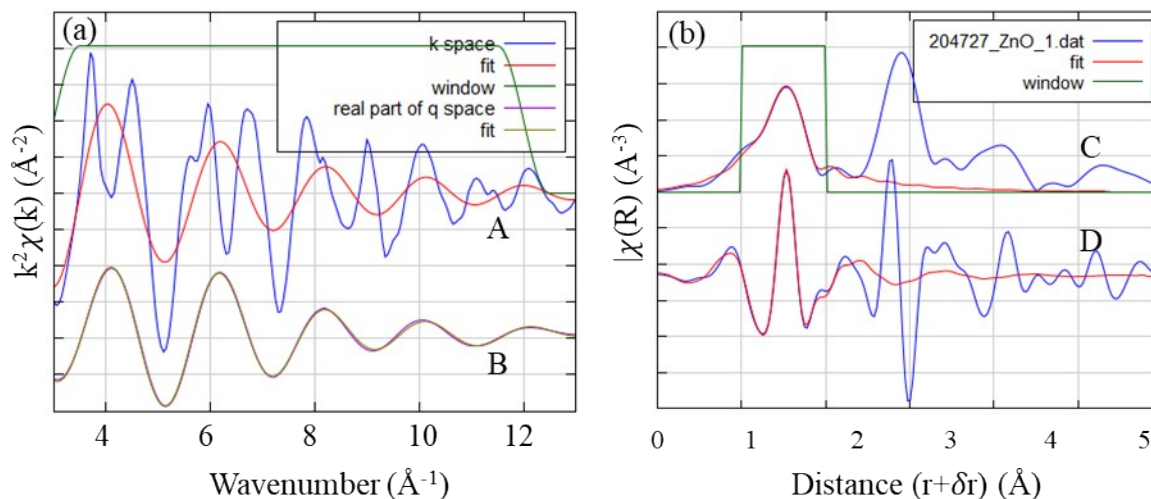 (a)
k space
fit
window
real part of q space
fit
A
B
k²χ(k) (Å⁻²)
4 6 8 10 12
Wavenumber (Å⁻¹)
(b)
204727_ZnO_1.dat
fit
window
C
D
|χ(R) (A⁻³)
0 1 2 3 4 5
Distance (r+δr) (Å)